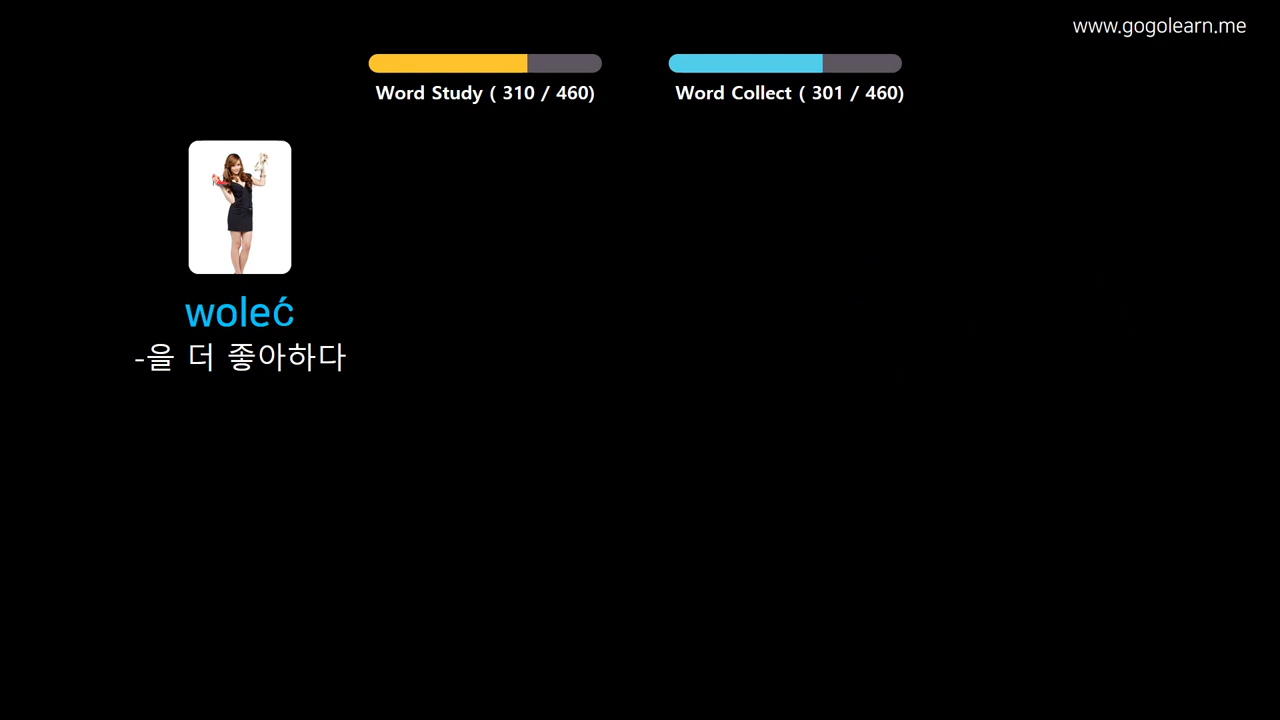 www.gogolearn.me
Word Study ( 310 / 460)
Word Collect ( 301 / 460)
woleć
-을 더 좋아하다